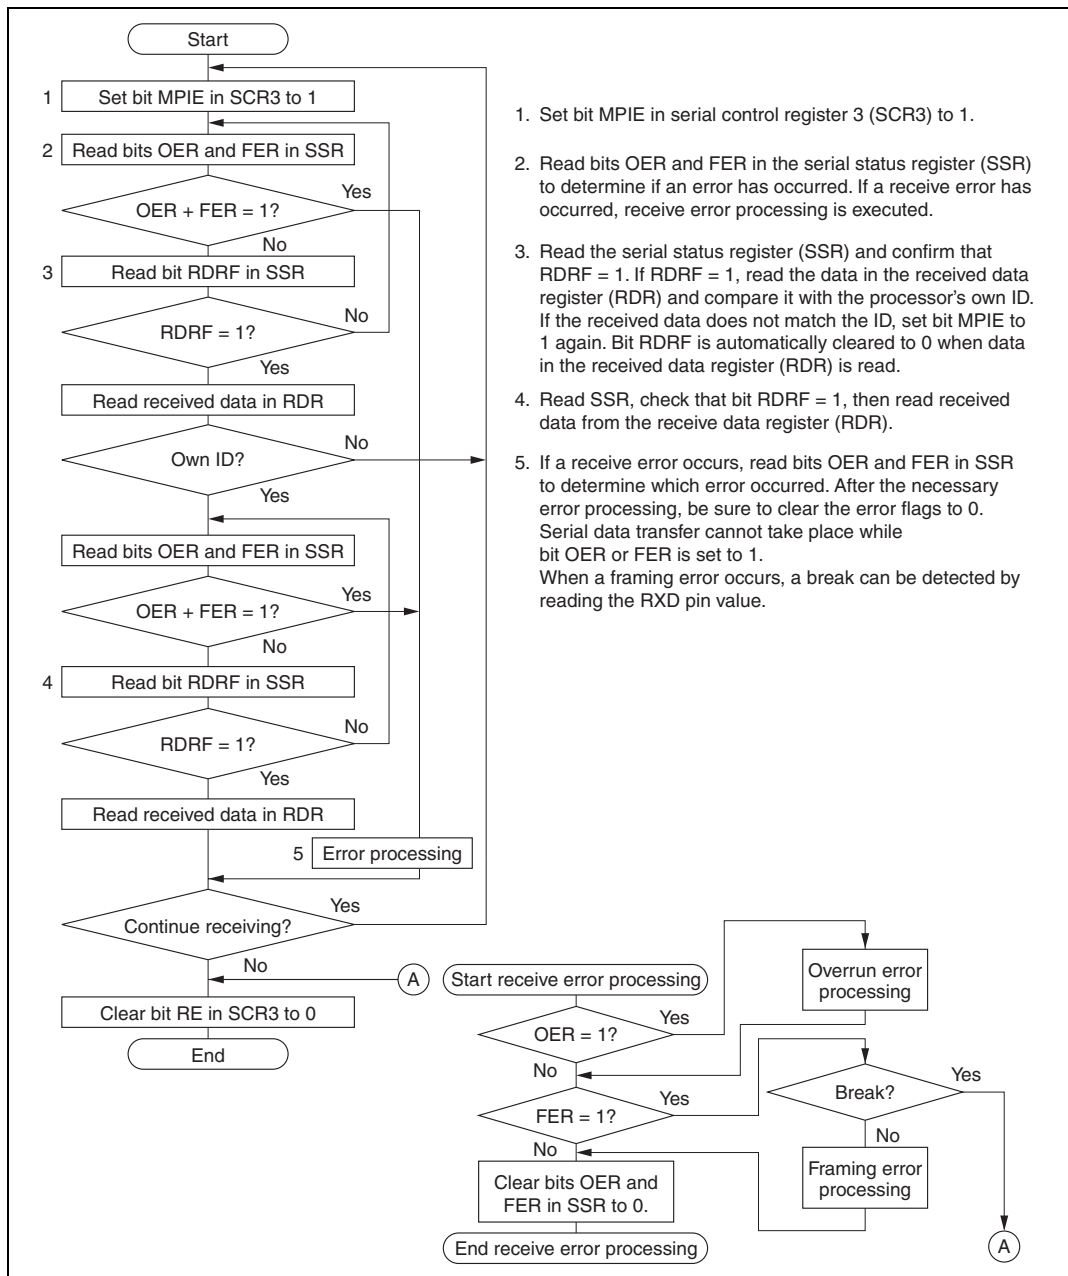 Start
1 Set bit MPIE in SCR3 to 1
2 Read bits OER and FER in SSR
Yes
OER + FER = 1?
No
3 Read bit RDRF in SSR
No
RDRF = 1?
Yes
Read received data in RDR
No
Own ID?
Yes
Read bits OER and FER in SSR
Yes
OER + FER = 1?
No
4 Read bit RDRF in SSR
No
RDRF = 1?
Yes
Read received data in RDR
5 Error processing
Yes
Continue receiving?
No
A
Clear bit RE in SCR3 to 0
End
1. Set bit MPIE in serial control register 3 (SCR3) to 1.
2. Read bits OER and FER in the serial status register (SSR)
to determine if an error has occurred. If a receive error has
occurred, receive error processing is executed.
3. Read the serial status register (SSR) and confirm that
RDRF = 1. If RDRF = 1, read the data in the received data
register (RDR) and compare it with the processor's own ID.
If the received data does not match the ID, set bit MPIE to
1 again. Bit RDRF is automatically cleared to 0 when data
in the received data register (RDR) is read.
4. Read SSR, check that bit RDRF = 1, then read received
data from the receive data register (RDR).
5. If a receive error occurs, read bits OER and FER in SSR
to determine which error occurred. After the necessary
error processing, be sure to clear the error flags to 0.
Serial data transfer cannot take place while
bit OER or FER is set to 1.
When a framing error occurs, a break can be detected by
reading the RXD pin value.
Start receive error processing
Overrun error
processing
Yes
OER = 1?
No
Yes
Yes
Break?
FER = 1?
No
No
Framing error
processing
Clear bits OER and
FER in SSR to 0.
End receive error processing
A